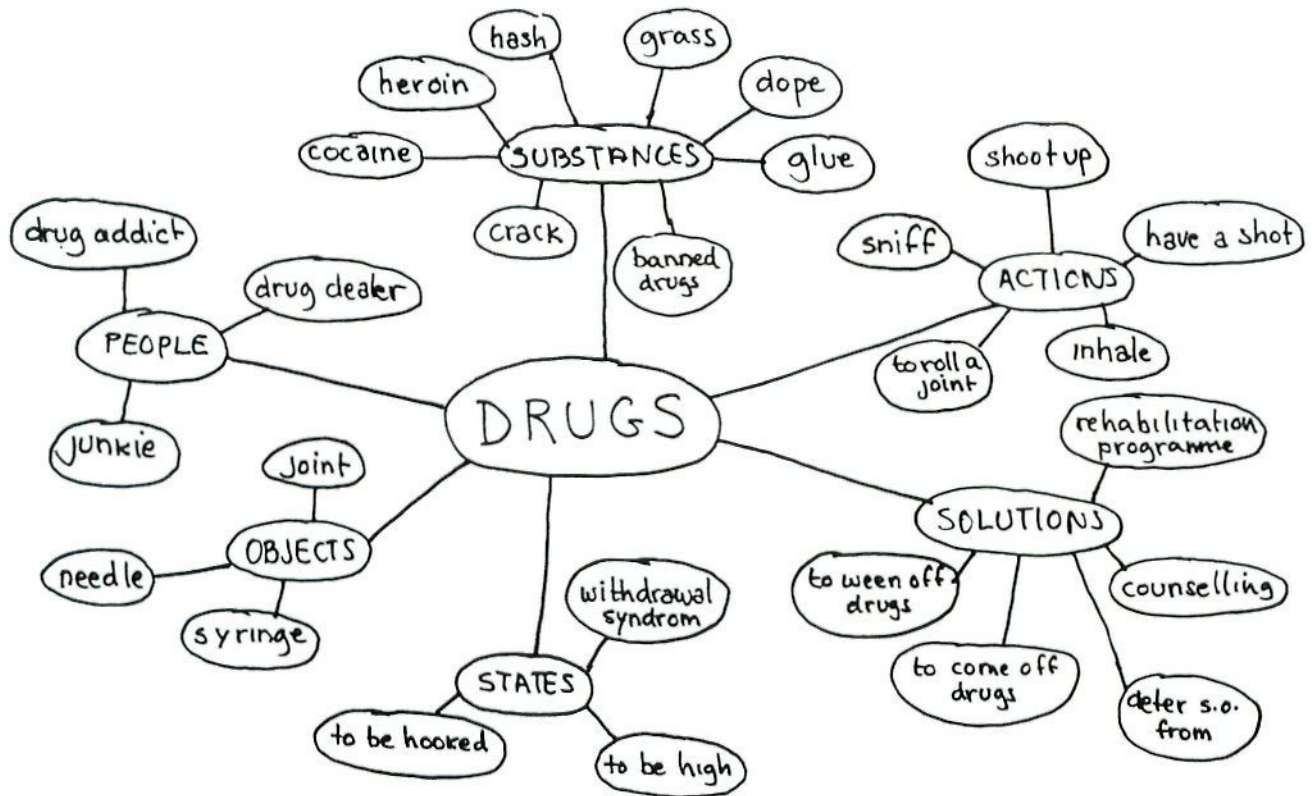 hash
grass
heroin
dope
cocaine
SUBSTANCES
glue
crack
banned
drugs
shoot up
sniff
have a shot
ACTIONS
to roll a
joint
inhale
drug addict
drug dealer
PEOPLE
junkie
DRUGS
joint
OBJECTS
needle
syringe
rehabilitation
programme
SOLUTIONS
to ween off
drugs
counselling
to come off
drugs
deter s.o.
from
withdrawal
syndrom
STATES
to be hooked
to be high